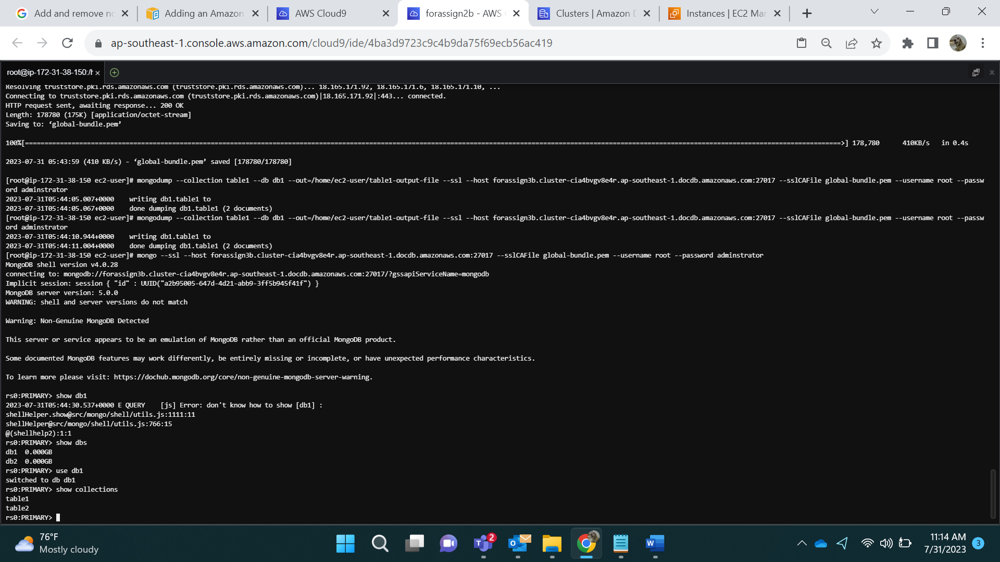 Add and remove no
Adding an Amazon
AWS Cloud9
forassign2b - AWS
Clusters | Amazon D
Instances | EC2 Mar
ap-southeast-1.console.aws.amazon.com/cloud9/ide/4ba3d9723c9c4b9da75f69ecb56ac419
root@ip-172-31-38-150:/h
Resolving truststore.pki.rds.amazonaws.com (truststore.pki.rds.amazonaws.com)... 18.165.171.92, 18.165.171.6, 18.165.171.10, ...
Connecting to truststore.pki.rds.amazonaws.com (truststore.pki.rds.amazonaws.com)|18.165.171.92|:443... connected.
HTTP request sent, awaiting response... 200 OK
Length: 178780 (175K) [application/octet-stream]
Saving to: ‘global-bundle.pem’
100%[=====================================================================>] 178,780 410KB/s in 0.4s
2023-07-31 05:43:59 (410 KB/s) - ‘global-bundle.pem’ saved [178780/178780]
[root@ip-172-31-38-150 ec2-user]# mongodump --collection table1 --db db1 --out=/home/ec2-user/table1-output-file --ssl --host forassign3b.cluster-cia4bvgv8e4r.ap-southeast-1.docdb.amazonaws.com:27017 --sslCAFile global-bundle.pem --username root --passw
ord adminstrator
2023-07-31T05:44:05.007+0000 writing db1.table1 to
2023-07-31T05:44:05.067+0000 done dumping db1.table1 (2 documents)
[root@ip-172-31-38-150 ec2-user]# mongodump --collection table1 --db db1 --out=/home/ec2-user/table1-output-file --ssl --host forassign3b.cluster-cia4bvgv8e4r.ap-southeast-1.docdb.amazonaws.com:27017 --sslCAFile global-bundle.pem --username root --passw
ord adminstrator
2023-07-31T05:44:10.944+0000 writing db1.table1 to
2023-07-31T05:44:11.004+0000 done dumping db1.table1 (2 documents)
[root@ip-172-31-38-150 ec2-user]# mongo --ssl --host forassign3b.cluster-cia4bvgv8e4r.ap-southeast-1.docdb.amazonaws.com:27017 --sslCAFile global-bundle.pem --username root --password adminstrator
MongoDB shell version v4.0.28
connecting to: mongodb://forassign3b.cluster-cia4bvgv8e4r.ap-southeast-1.docdb.amazonaws.com:27017/?gssapiServiceName=mongodb
Implicit session: session { "id" : UUID("a2b95005-647d-4d21-abb9-3ff5b945f41f") }
MongoDB server version: 5.0.0
WARNING: shell and server versions do not match
Warning: Non-Genuine MongoDB Detected
This server or service appears to be an emulation of MongoDB rather than an official MongoDB product.
Some documented MongoDB features may work differently, be entirely missing or incomplete, or have unexpected performance characteristics.
To learn more please visit: https://dochub.mongodb.org/core/non-genuine-mongodb-server-warning.
rs0:PRIMARY> show db1
2023-07-31T05:44:30.537+0000 E QUERY [js] Error: don't know how to show [db1] :
shellHelper.show@src/mongo/shell/utils.js:1111:11
shellHelper@src/mongo/shell/utils.js:766:15
@(shellhelp2):1:1
rs0:PRIMARY> show dbs
db1 0.000GB
db2 0.000GB
rs0:PRIMARY> use db1
switched to db db1
rs0:PRIMARY> show collections
table1
table2
rs0:PRIMARY>
76°F
Mostly cloudy
2
11:14 AM
7/31/2023
3